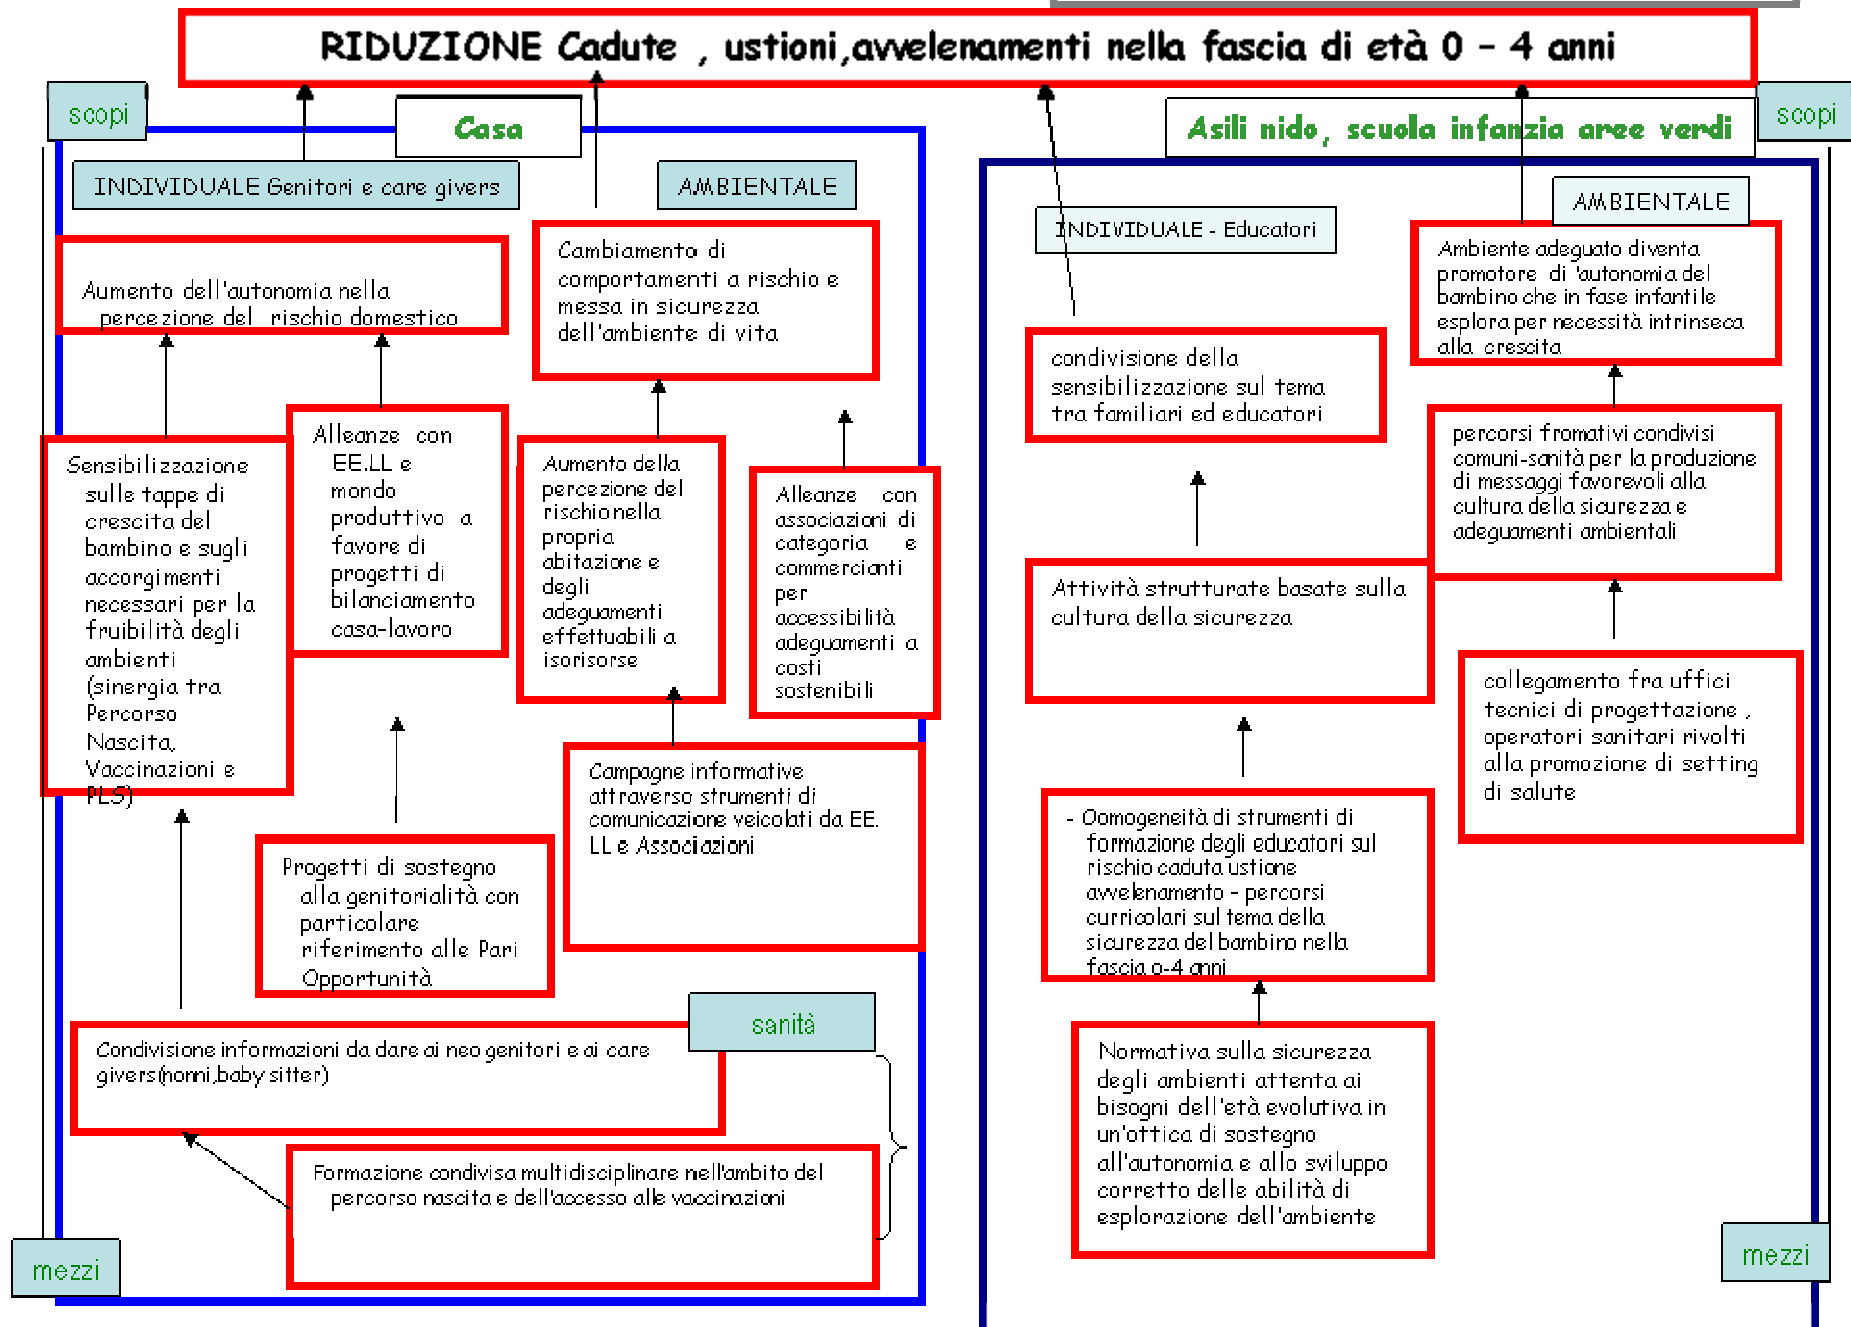 RIDUZIONE Cadute , ustioni,avvelenamenti nella fascia di età 0 – 4 anni
scopi
Casa
Asili nido, scuola infanzia aree verdi
scopi
INDIVIDUALE Genitori e care givers
AMBIENTALE
INDIVIDUALE - Educatori
AMBIENTALE
Aumento dell'autonomia nella
percezione del rischio domestico
Cambiamento di
comportamenti a rischio e
messa in sicurezza
dell'ambiente di vita
Sensibilizzazione
sulle tappe di
crescita del
bambino e sugli
accorgimenti
necessari per la
fruibilità degli
ambienti
(sinergia tra
Percorso
Nascita,
Vaccinazioni e
PLS)
Alleanze con
EE.LL e
mondo
produttivo a
favore di
progetti di
bilanciamento
casa-lavoro
Aumento della
percezione del
rischio nella
propria
abitazione e
degli
adeguamenti
effettuabili a
isorisorse
Alleanze con
associazioni di
categoria e
commercianti
per
accessibilità
adeguamenti a
costi
sostenibili
Progetti di sostegno
alla genitorialità con
particolare
riferimento alle Pari
Opportunità
Campagne informative
attraverso strumenti di
comunicazione veicolati da EE.
LL e Associazioni
sanità
Condivisione informazioni da dare ai neo genitori e ai care
givers(nonni,baby sitter)
Formazione condivisa multidisciplinare nell'ambito del
percorso nascita e dell'accesso alle vaccinazioni
mezzi
condivisione della
sensibilizzazione sul tema
tra familiari ed educatori
Attività strutturate basate sulla
cultura della sicurezza
- Oomogeneità di strumenti di
formazione degli educatori sul
rischio caduta ustione
avvelenamento – percorsi
curricolari sul tema della
sicurezza del bambino nella
fascia o-4 anni
Normativa sulla sicurezza
degli ambienti attenta ai
bisogni dell'età evolutiva in
un'ottica di sostegno
all'autonomia e allo sviluppo
corretto delle abilità di
esplorazione dell'ambiente
Ambiente adeguato diventa
promotore di 'autonomia del
bambino che in fase infantile
esplora per necessità intrinseca
alla crescita
percorsi fromativi condivisi
comuni-sanità per la produzione
di messaggi favorevoli alla
cultura della sicurezza e
adeguamenti ambientali
collegamento fra uffici
tecnici di progettazione ,
operatori sanitari rivolti
alla promozione di setting
di salute
mezzi